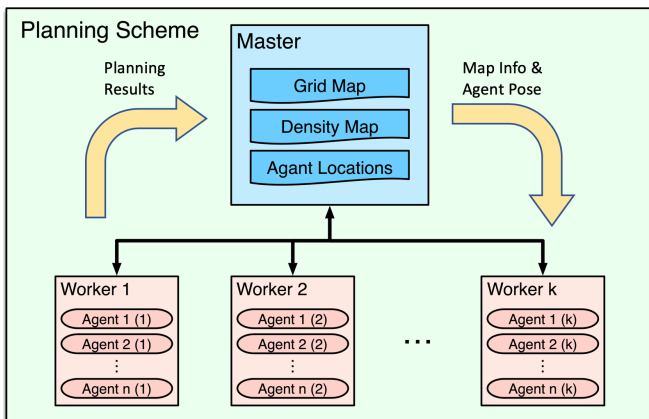 Planning Scheme
Planning
Results
Master
Grid Map
Density Map
Agant Locations
Map Info &
Agent Pose
Worker 1
Agent 1 (1)
Agent 2 (1)
⋮
Agent n (1)
Worker 2
Agent 1 (2)
Agent 2 (2)
⋮
Agent n (2)
...
Worker k
Agent 1 (k)
Agent 2 (k)
⋮
Agent n (k)